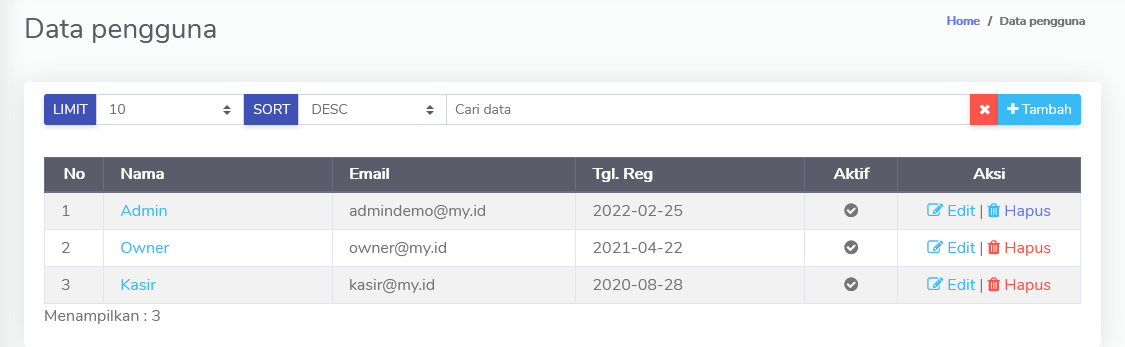 Data pengguna
Home / Data pengguna
LIMIT 10 SORT DESC Cari data Tambah
No Nama Email Tgl. Reg Aktif Aksi
1 Admin admindemo@my.id 2022-02-25 Edit | Hapus
2 Owner owner@my.id 2021-04-22 Edit | Hapus
3 Kasir kasir@my.id 2020-08-28 Edit | Hapus
Menampilkan : 3